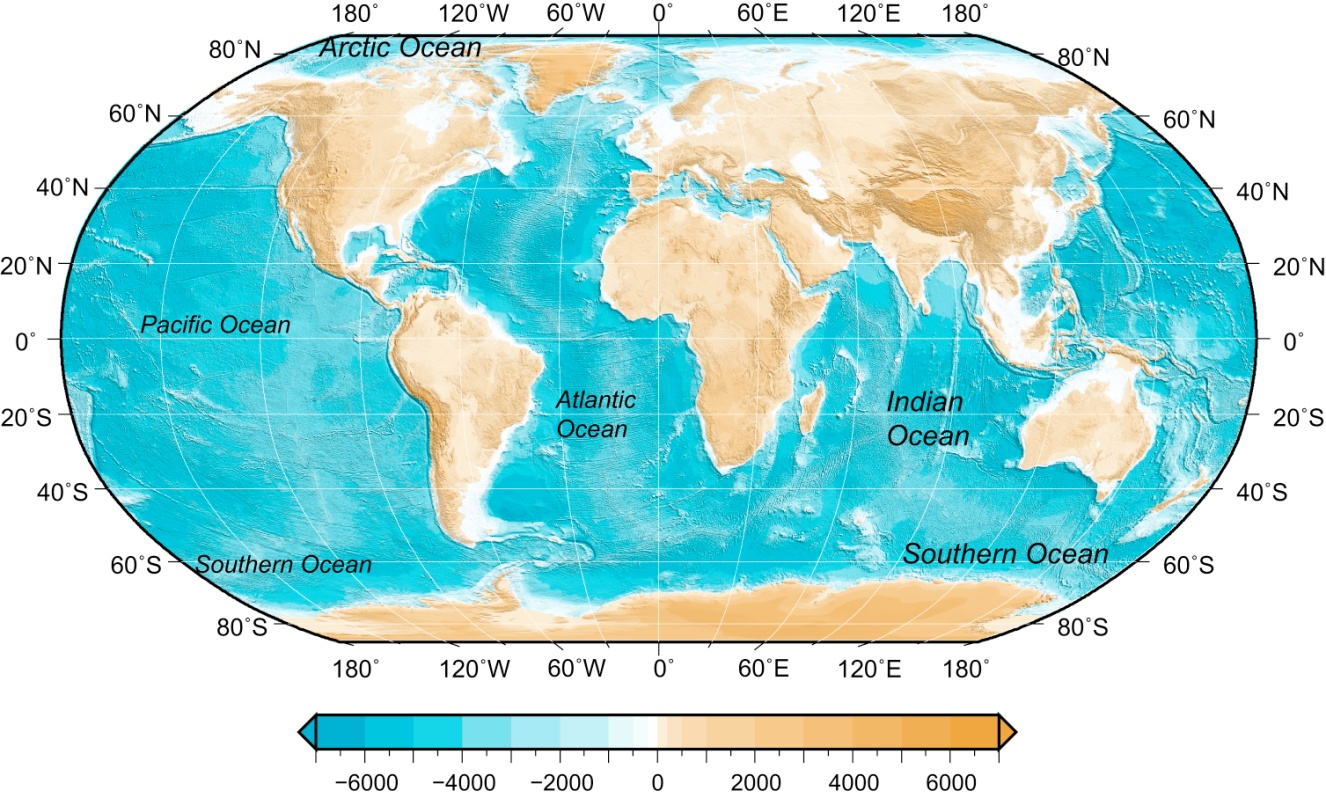 180° 120°W 60°W 0° 60°E 120°E 180°
Arctic Ocean
80°N 80°N
60°N 60°N
40°N 40°N
20°N 20°N
Pacific Ocean
0° 0°
Atlantic
Ocean
Indian
Ocean
20°S 20°S
40°S 40°S
Southern Ocean
Southern Ocean
60°S 60°S
80°S 80°S
180° 120°W 60°W 0° 60°E 120°E 180°
−6000 −4000 −2000 0 2000 4000 6000